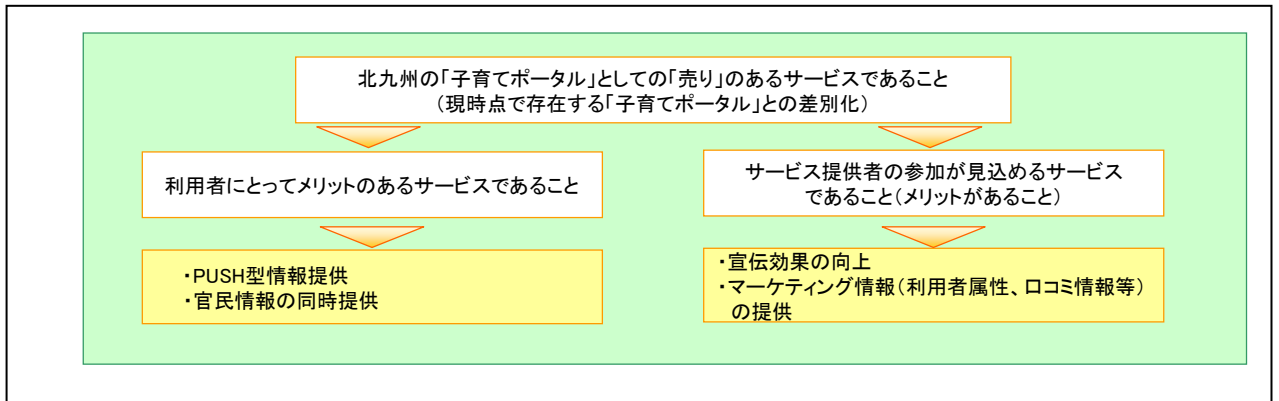 北九州の「子育てポータル」としての「売り」のあるサービスであること
（現時点で存在する「子育てポータル」との差別化）
利用者にとってメリットのあるサービスであること
サービス提供者の参加が見込めるサービス
であること（メリットがあること）
・PUSH型情報提供
・官民情報の同時提供
・宣伝効果の向上
・マーケティング情報（利用者属性、口コミ情報等）
の提供